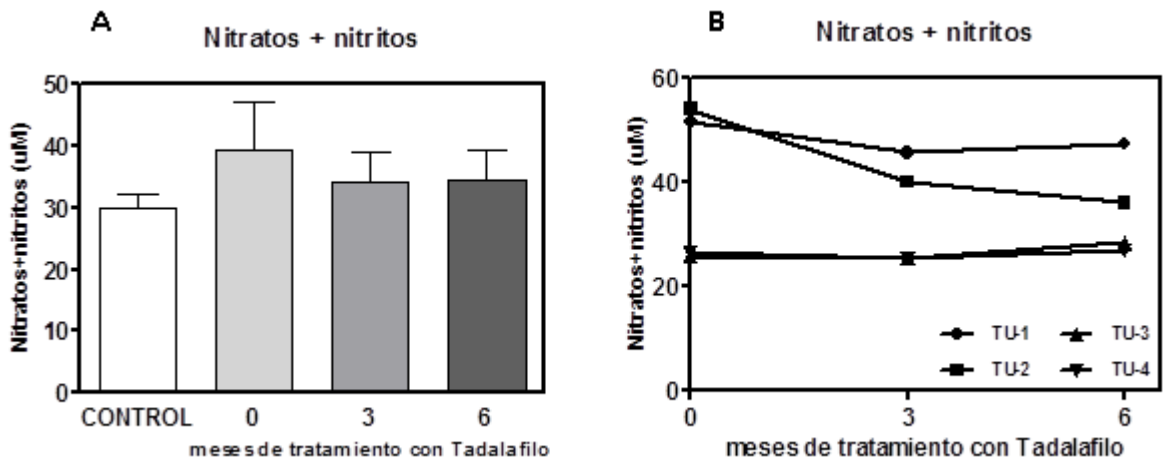 A
Nitratos + nitritos
Nitratos+nitritos (uM)
50
40
30
20
10
0
CONTROL 0 3 6
meses de tratamiento con Tadalafilo
B
Nitratos + nitritos
Nitratos+nitritos (uM)
60
40
20
0
TU-1 TU-3
TU-2 TU-4
0 3 6
meses de tratamiento con Tadalafilo